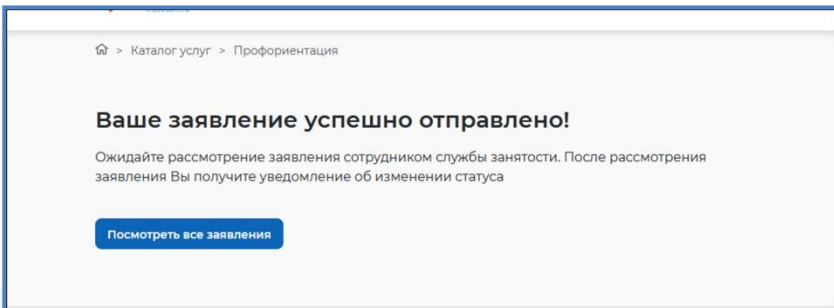 > Каталог услуг > Профориентация
Ваше заявление успешно отправлено!
Ожидайте рассмотрение заявления сотрудником службы занятости. После рассмотрения
заявления Вы получите уведомление об изменении статуса
Посмотреть все заявления